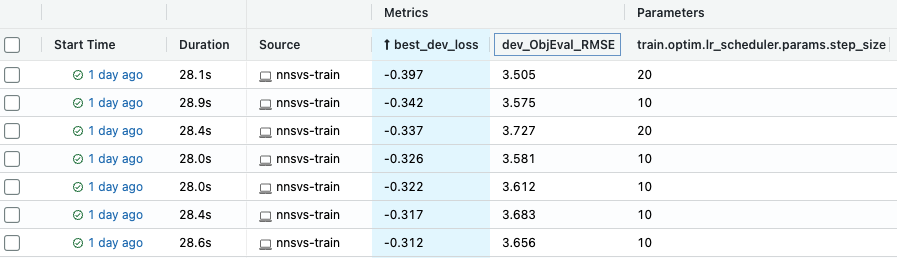 Metrics Parameters
Start Time Duration Source ↑ best_dev_loss dev_ObjEval_RMSE train.optim.lr_scheduler.params.step_size
1 day ago 28.1s nnsvs-train -0.397 3.505 20
1 day ago 28.9s nnsvs-train -0.342 3.575 10
1 day ago 28.4s nnsvs-train -0.337 3.727 20
1 day ago 28.0s nnsvs-train -0.326 3.581 10
1 day ago 28.0s nnsvs-train -0.322 3.612 10
1 day ago 28.4s nnsvs-train -0.317 3.683 10
1 day ago 28.6s nnsvs-train -0.312 3.656 10